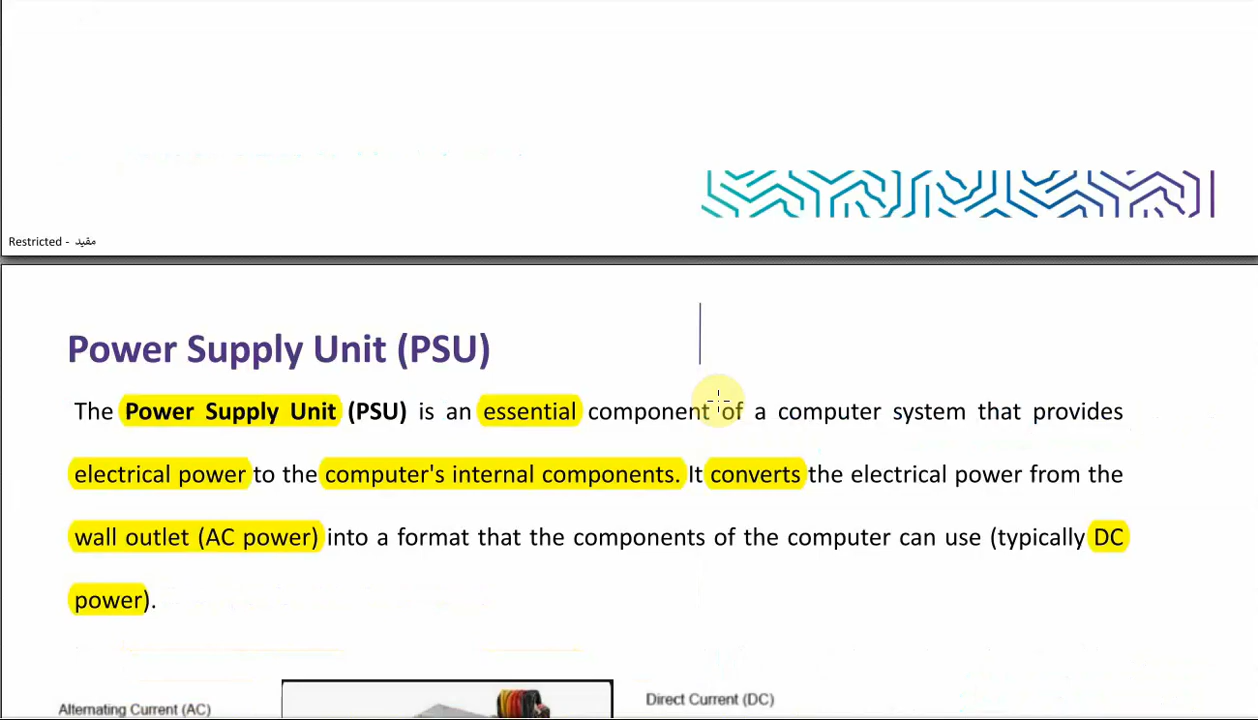 Restricted - مقيد
Power Supply Unit (PSU)
The Power Supply Unit (PSU) is an essential component of a computer system that provides
electrical power to the computer's internal components. It converts the electrical power from the
wall outlet (AC power) into a format that the components of the computer can use (typically DC
power).
Alternating Current (AC)
Direct Current (DC)